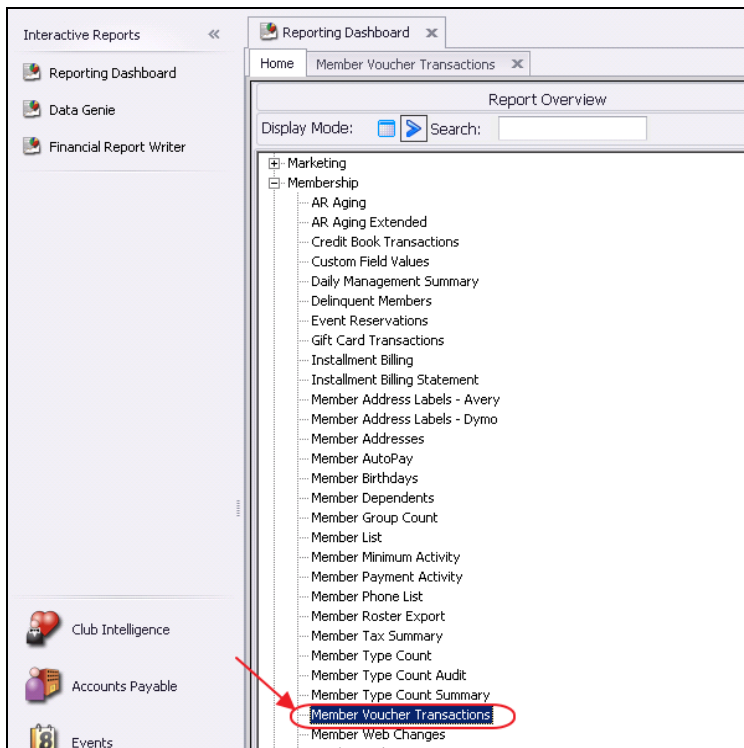 Interactive Reports
Reporting Dashboard
Data Genie
Financial Report Writer
Club Intelligence
Accounts Payable
8
Events
Reporting Dashboard
Home
Member Voucher Transactions
Report Overview
Display Mode:
Search:
Marketing
Membership
AR Aging
AR Aging Extended
Credit Book Transactions
Custom Field Values
Daily Management Summary
Delinquent Members
Event Reservations
Gift Card Transactions
Installment Billing
Installment Billing Statement
Member Address Labels - Avery
Member Address Labels - Dymo
Member Addresses
Member AutoPay
Member Birthdays
Member Dependents
Member Group Count
Member List
Member Minimum Activity
Member Payment Activity
Member Phone List
Member Roster Export
Member Tax Summary
Member Type Count
Member Type Count Audit
Member Type Count Summary
Member Voucher Transactions
Member Web Changes